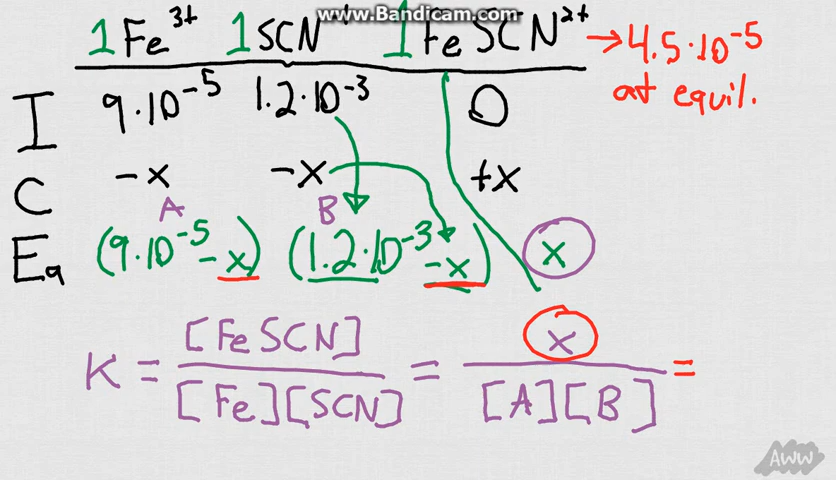 www.Bandicam.com
1Fe³⁺ 1SCN⁻ 1FeSCN²⁺ → 4.5·10⁻⁵
at equil.
I 9·10⁻⁵ 1.2·10⁻³ 0
C -x -x +x
A B
Eq (9·10⁻⁵ - x) (1.2·10⁻³ - x) x
K = [FeSCN] / [Fe][SCN] = x / [A][B] =
AWW